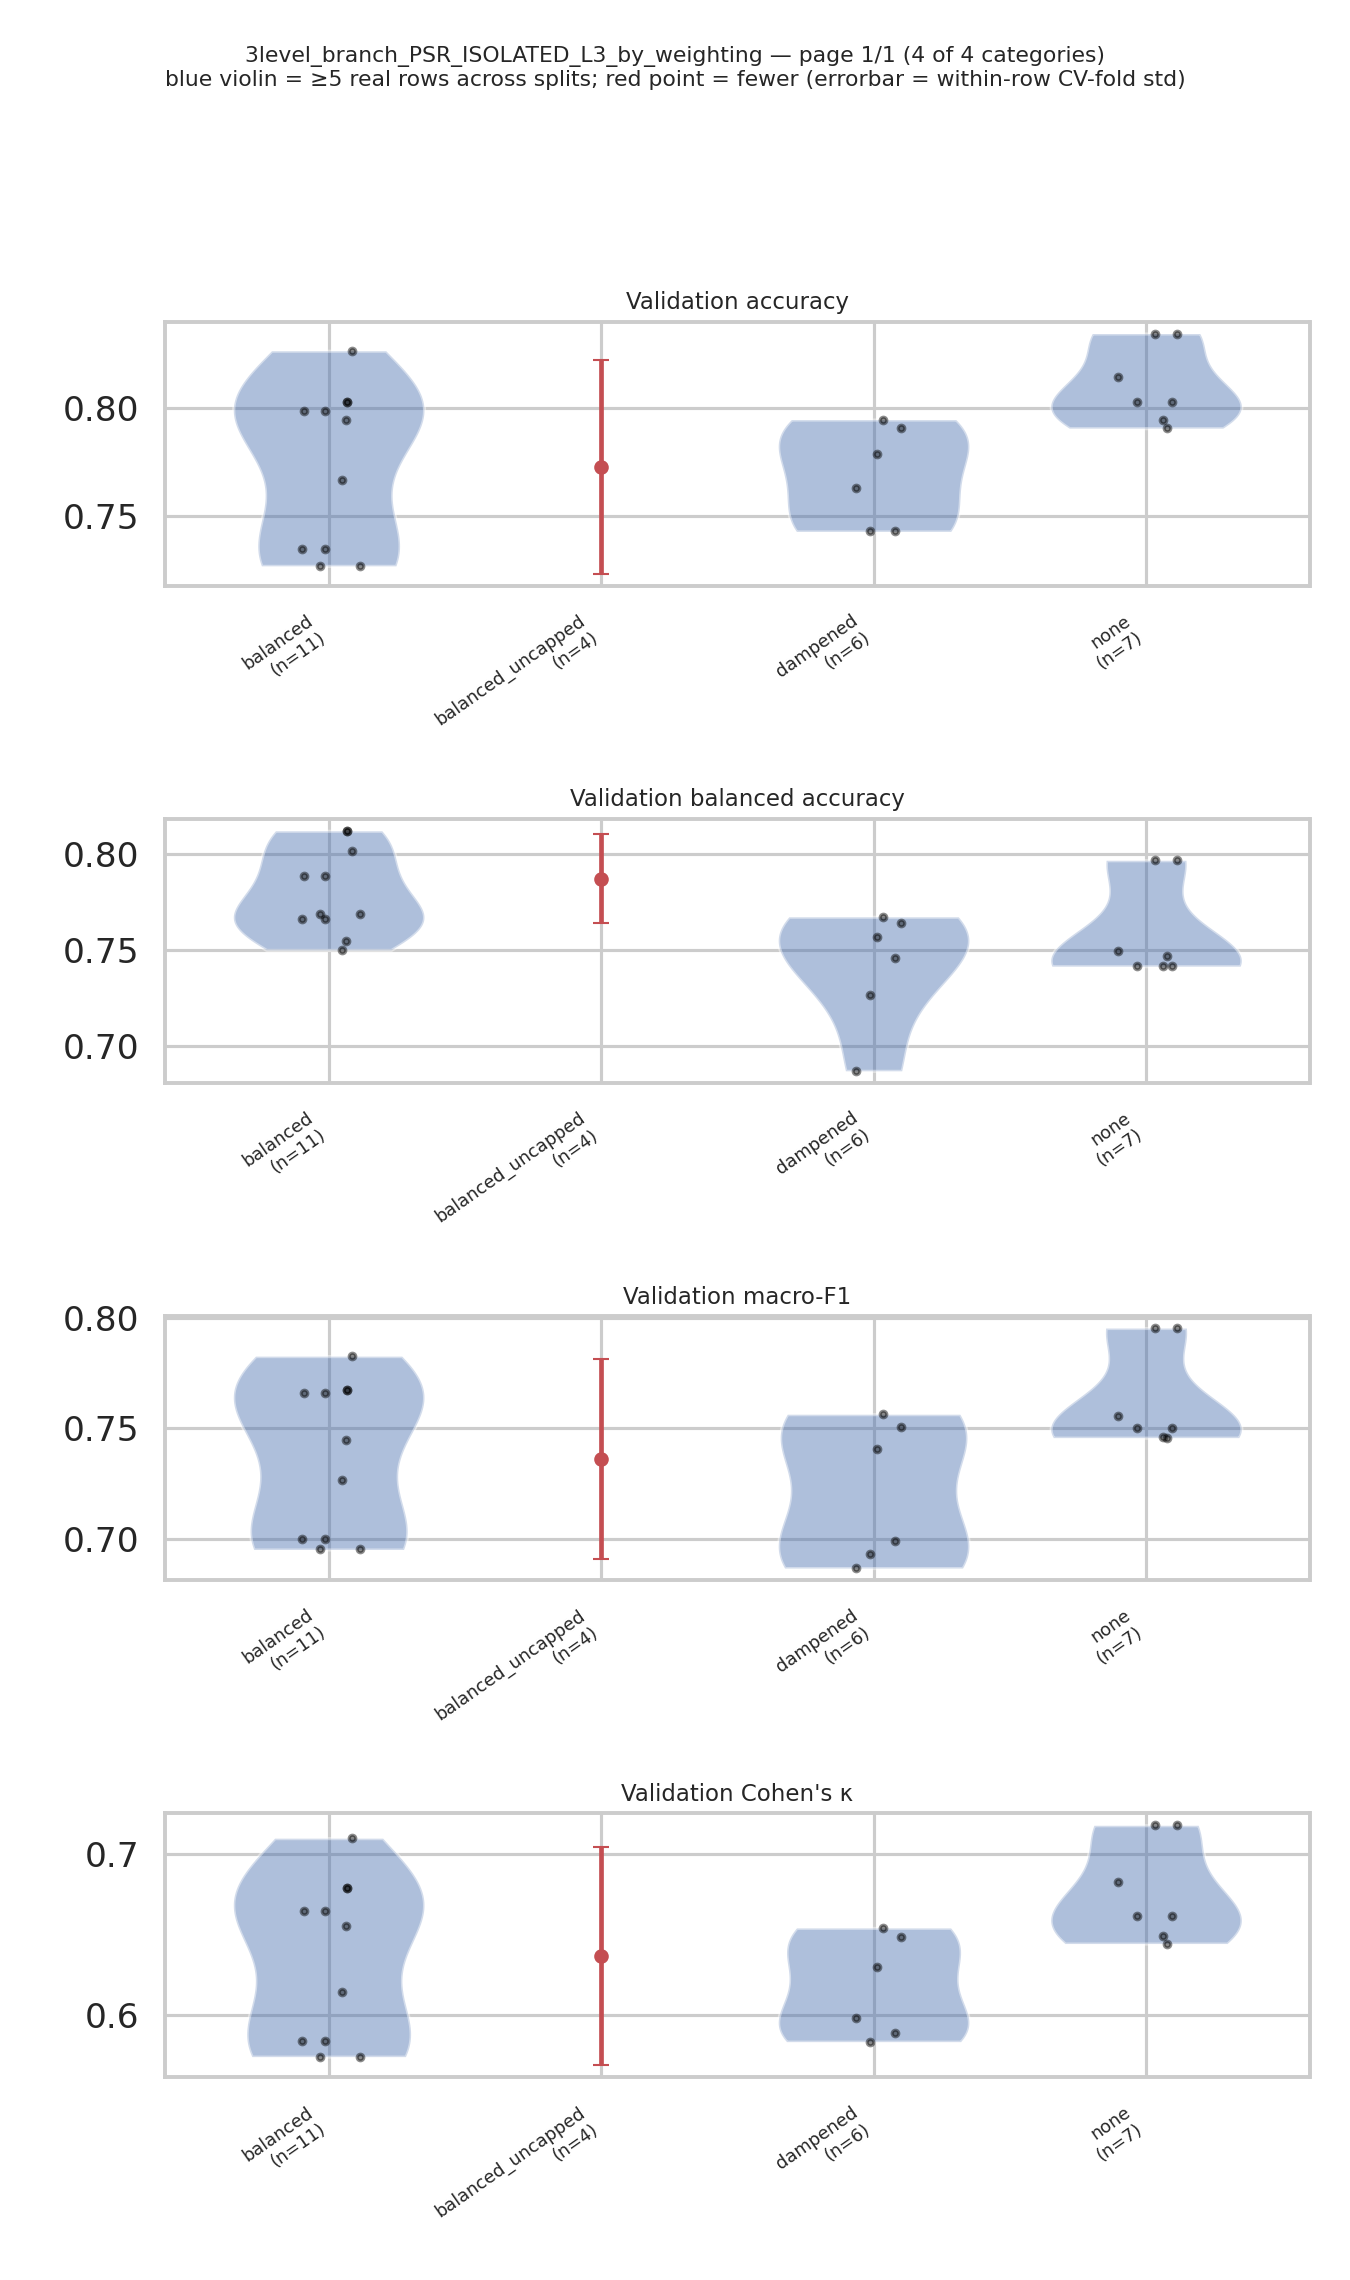 3level_branch_PSR_ISOLATED_L3_by_weighting — page 1/1 (4 of 4 categories)
blue violin = ≥5 real rows across splits; red point = fewer (errorbar = within-row CV-fold std)
Validation accuracy
0.80
0.75
balanced
(n=11)
balanced_uncapped
(n=4)
dampened
(n=6)
none
(n=7)
Validation balanced accuracy
0.80
0.75
0.70
balanced
(n=11)
balanced_uncapped
(n=4)
dampened
(n=6)
none
(n=7)
Validation macro-F1
0.80
0.75
0.70
balanced
(n=11)
balanced_uncapped
(n=4)
dampened
(n=6)
none
(n=7)
Validation Cohen's κ
0.7
0.6
balanced
(n=11)
balanced_uncapped
(n=4)
dampened
(n=6)
none
(n=7)